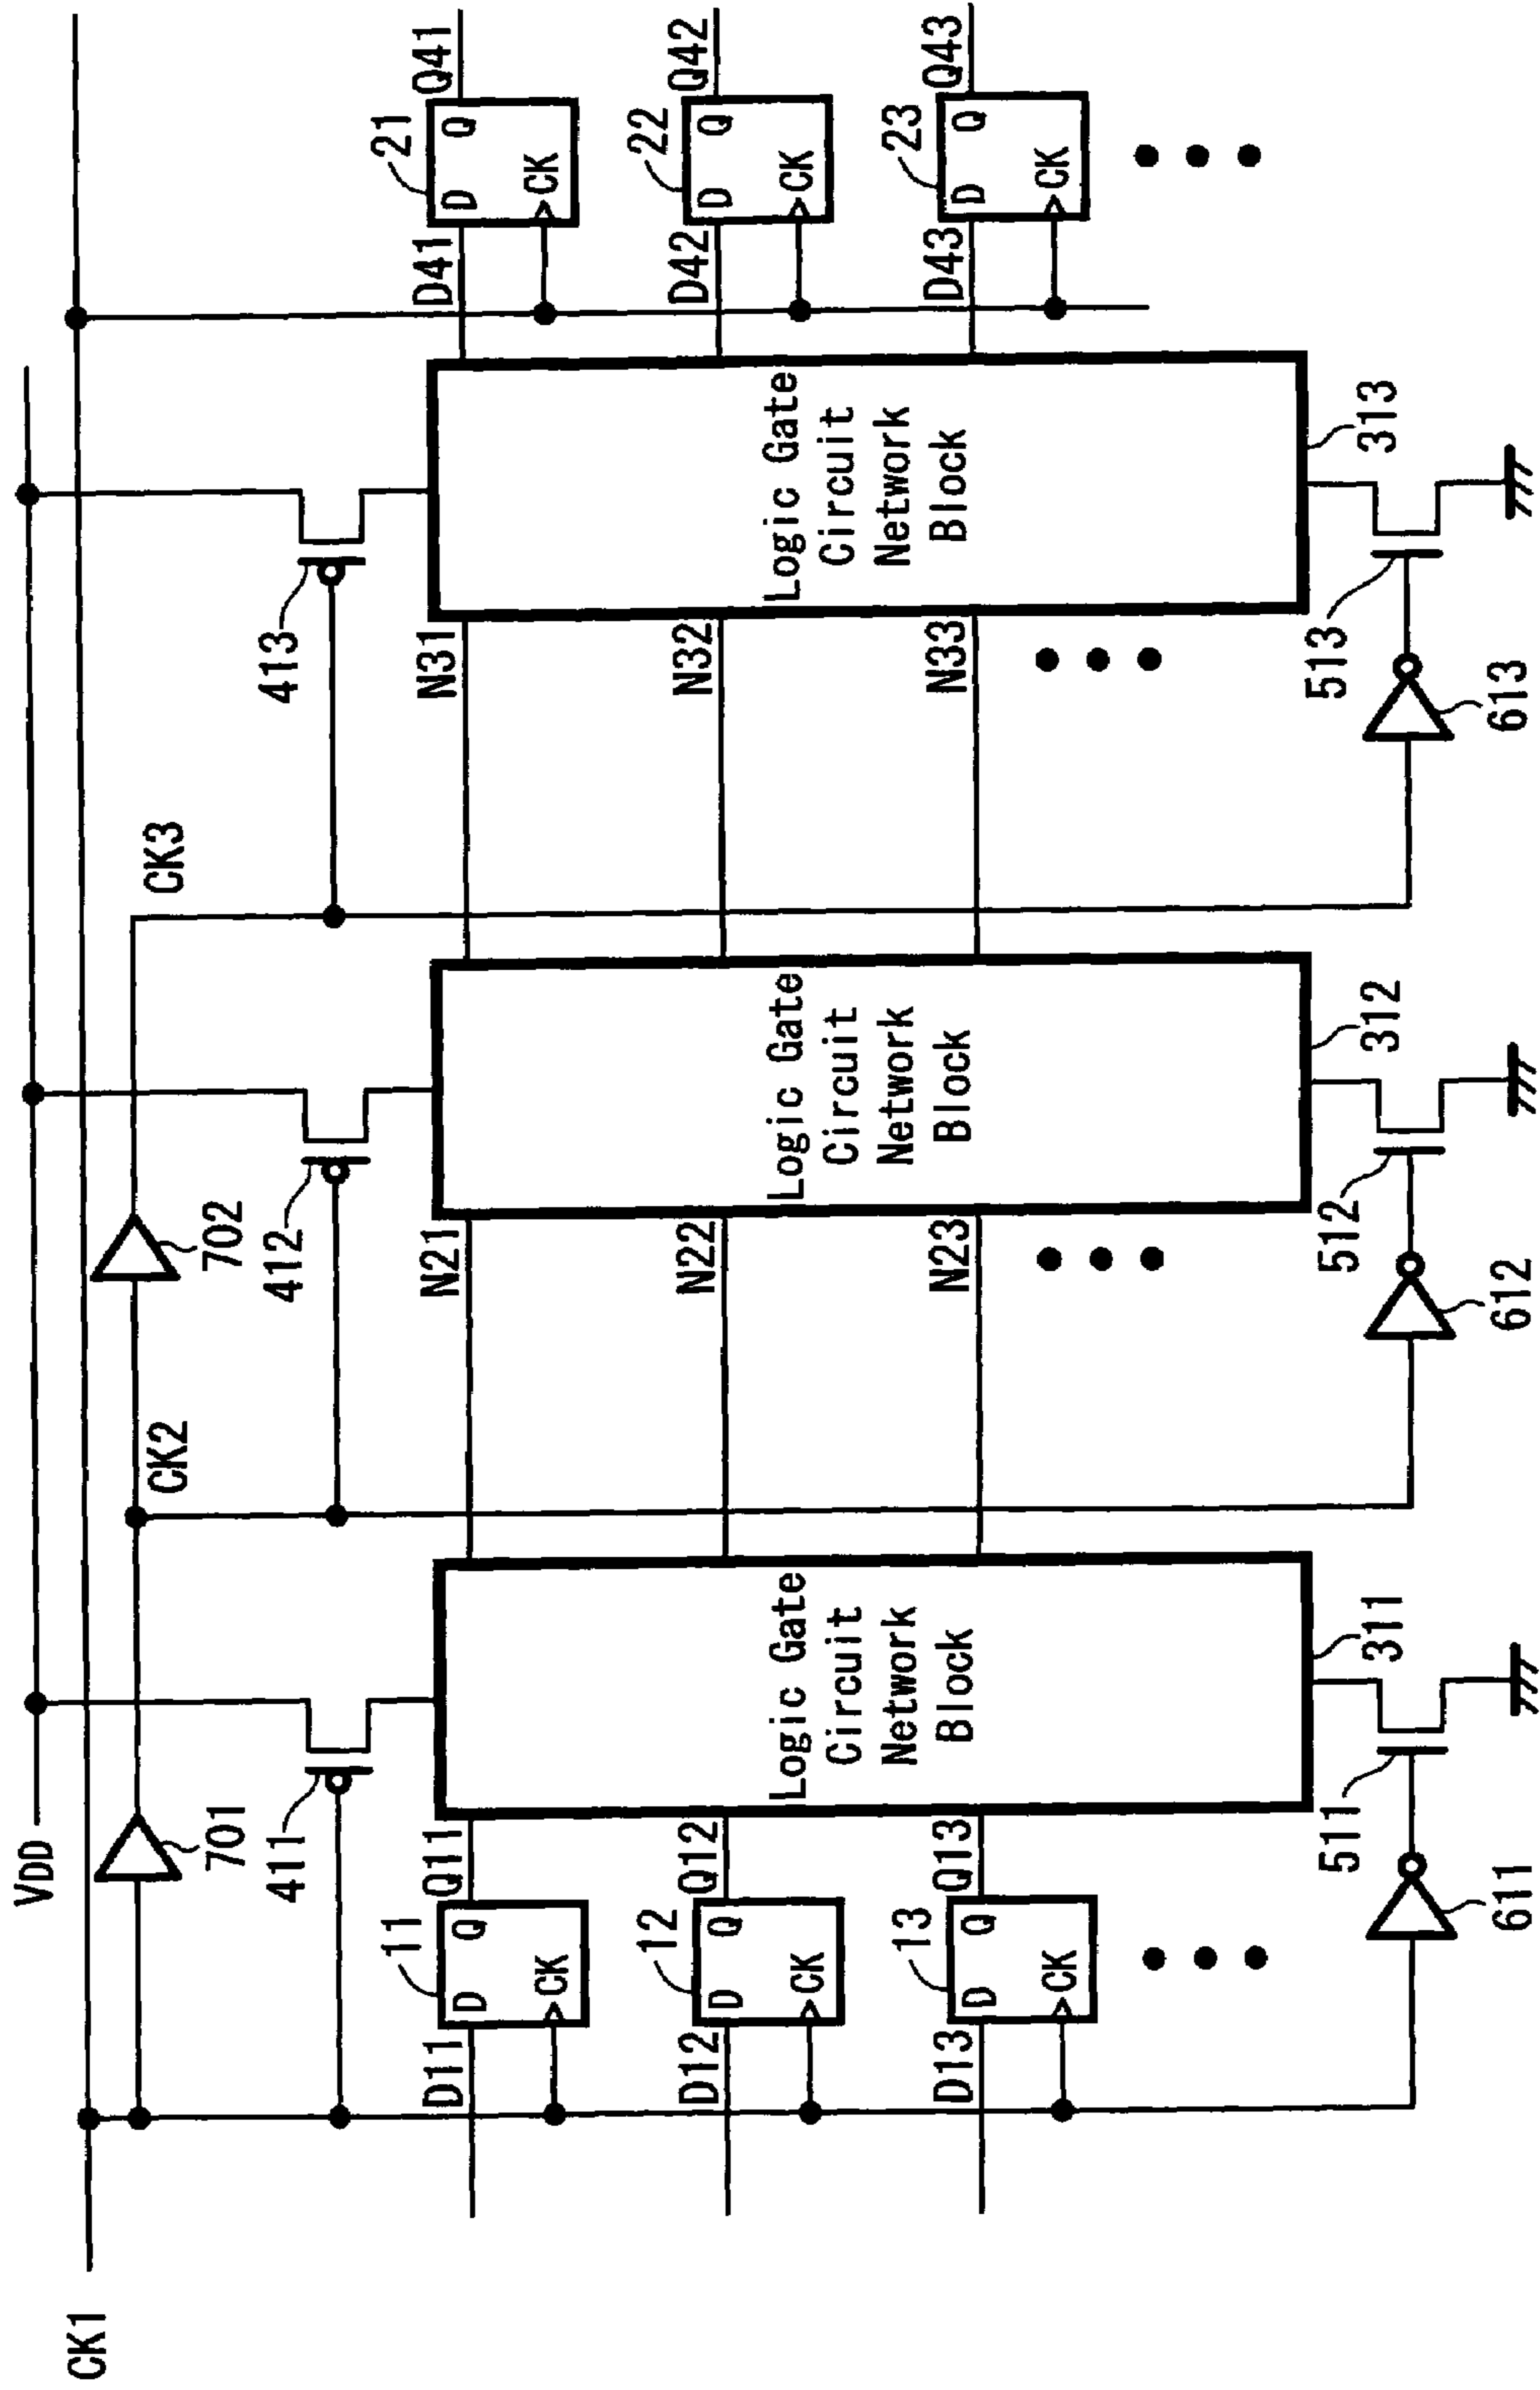 CK1
VDD
701
CK2
702
CK3
411
412
413
D11
11
D Q
CK
Q11
N21
N31
D41
21
D Q
CK
Q41
D12
12
D Q
CK
Q12
N22
N32
D42
22
D Q
CK
Q42
D13
13
D Q
CK
Q13
N23
N33
D43
23
D Q
CK
Q43
Logic Gate
Circuit
Network
Block
Logic Gate
Circuit
Network
Block
Logic Gate
Circuit
Network
Block
311
312
313
511
512
513
611
612
613